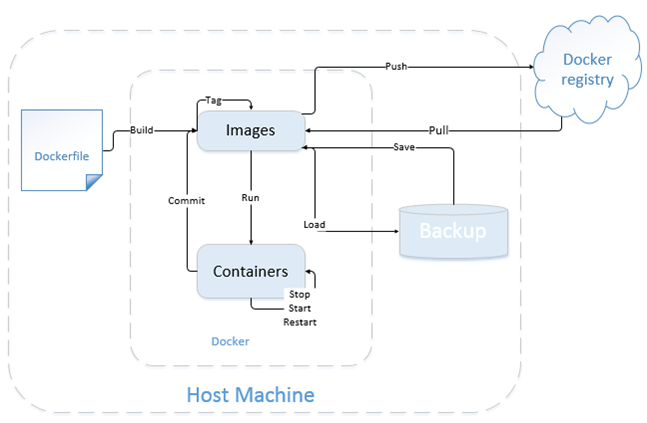 Docker
registry
Push
Tag
Build
Images
Pull
Dockerfile
Save
Commit
Run
Load
Backup
Containers
Stop
Start
Restart
Docker
Host Machine